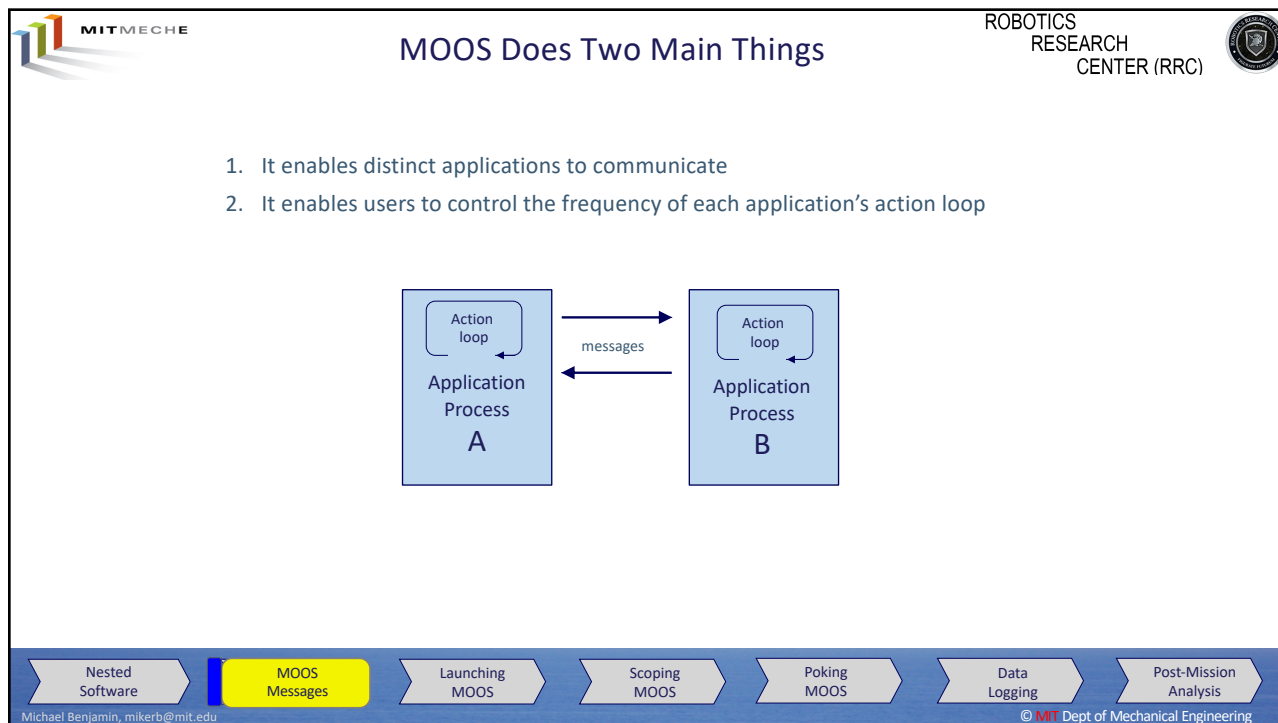 MITMECHE
MOOS Does Two Main Things
ROBOTICS
RESEARCH
CENTER (RRC)
1. It enables distinct applications to communicate
2. It enables users to control the frequency of each application’s action loop
Action
loop
Application
Process
A
messages
Action
loop
Application
Process
B
Nested
Software
MOOS
Messages
Launching
MOOS
Scoping
MOOS
Poking
MOOS
Data
Logging
Post-Mission
Analysis
Michael Benjamin, mikerb@mit.edu
© MIT Dept of Mechanical Engineering